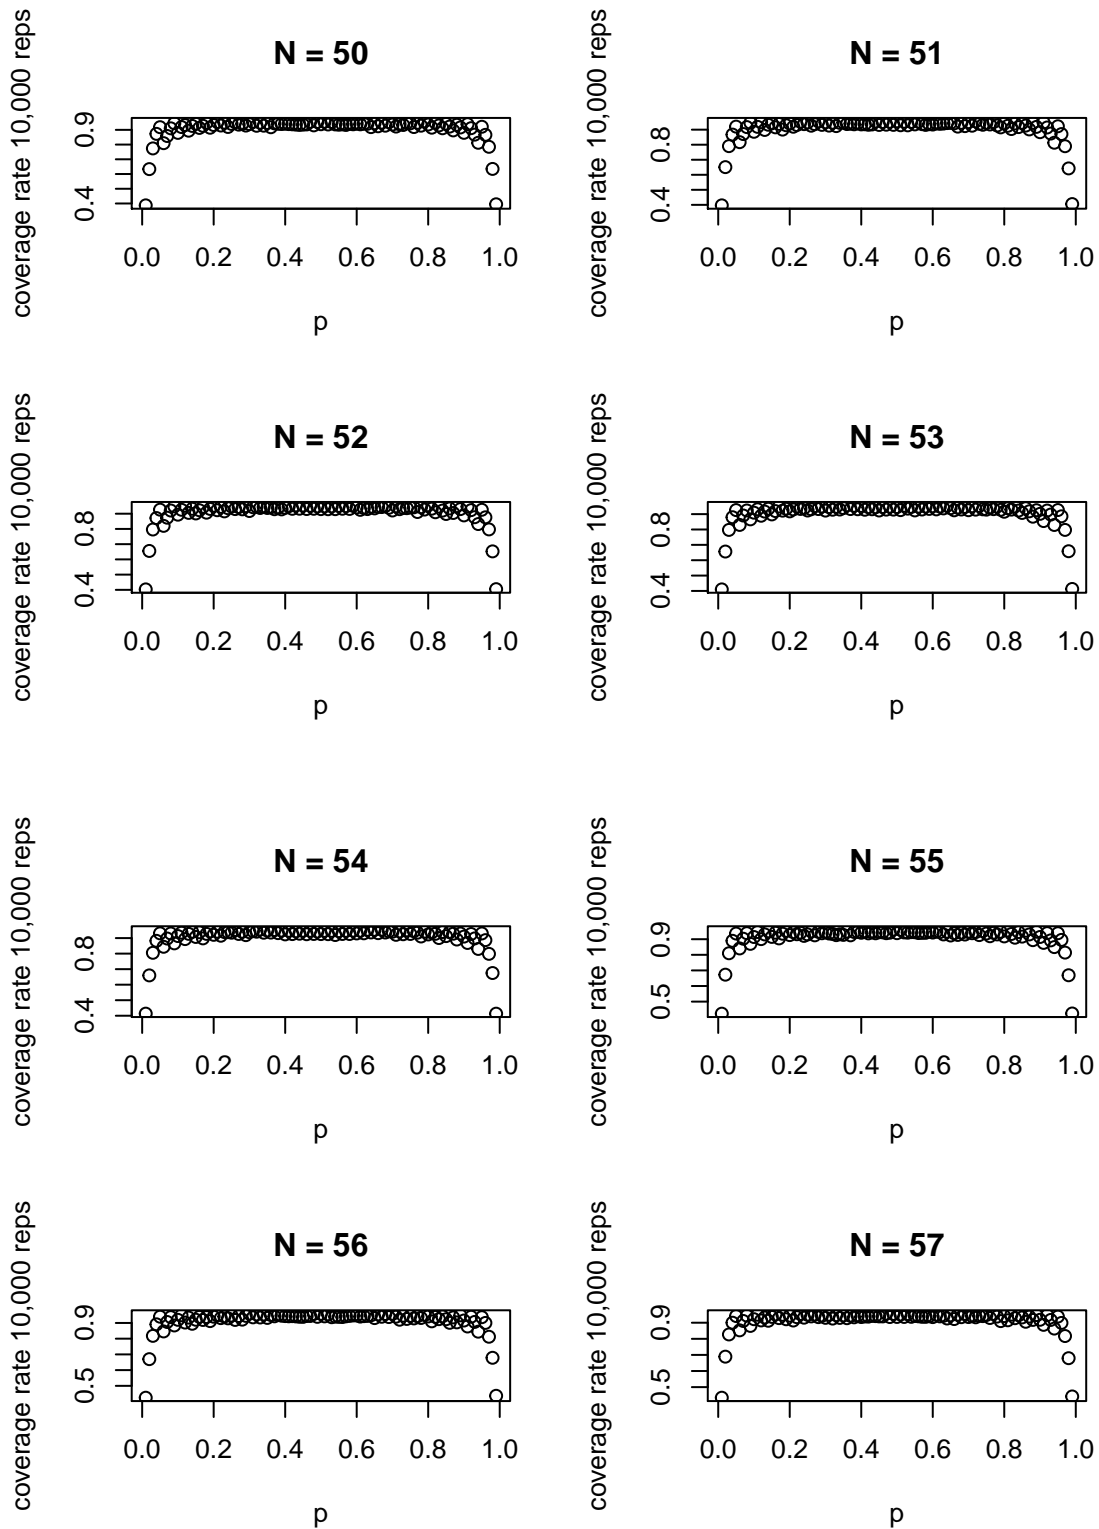 N = 50
coverage rate 10,000 reps
0.4 0.9
0.0 0.2 0.4 0.6 0.8 1.0
p
N = 51
coverage rate 10,000 reps
0.4 0.8
0.0 0.2 0.4 0.6 0.8 1.0
p
N = 52
coverage rate 10,000 reps
0.4 0.8
0.0 0.2 0.4 0.6 0.8 1.0
p
N = 53
coverage rate 10,000 reps
0.4 0.8
0.0 0.2 0.4 0.6 0.8 1.0
p
N = 54
coverage rate 10,000 reps
0.4 0.8
0.0 0.2 0.4 0.6 0.8 1.0
p
N = 55
coverage rate 10,000 reps
0.5 0.9
0.0 0.2 0.4 0.6 0.8 1.0
p
N = 56
coverage rate 10,000 reps
0.5 0.9
0.0 0.2 0.4 0.6 0.8 1.0
p
N = 57
coverage rate 10,000 reps
0.5 0.9
0.0 0.2 0.4 0.6 0.8 1.0
p